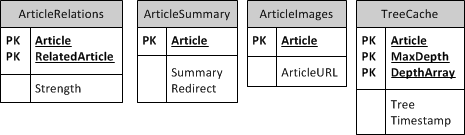 ArticleRelations
PK Article
PK RelatedArticle
Strength
ArticleSummary
PK Article
Summary
Redirect
ArticleImages
PK Article
ArticleURL
TreeCache
PK Article
PK MaxDepth
PK DepthArray
Tree
Timestamp